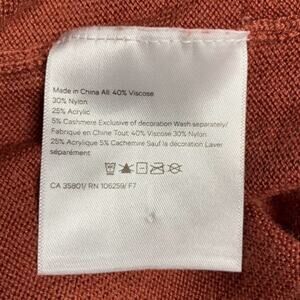 Made in China All: 40% Viscose
30% Nylon
25% Acrylic
5% Cashmere Exclusive of decoration Wash separately/
Fabrique en Chine Tout: 40% Viscose 30% Nylon
25% Acrylique 5% Cachemire Sauf la décoration Laver
séparément
CA 35801/ RN 106259/ F7